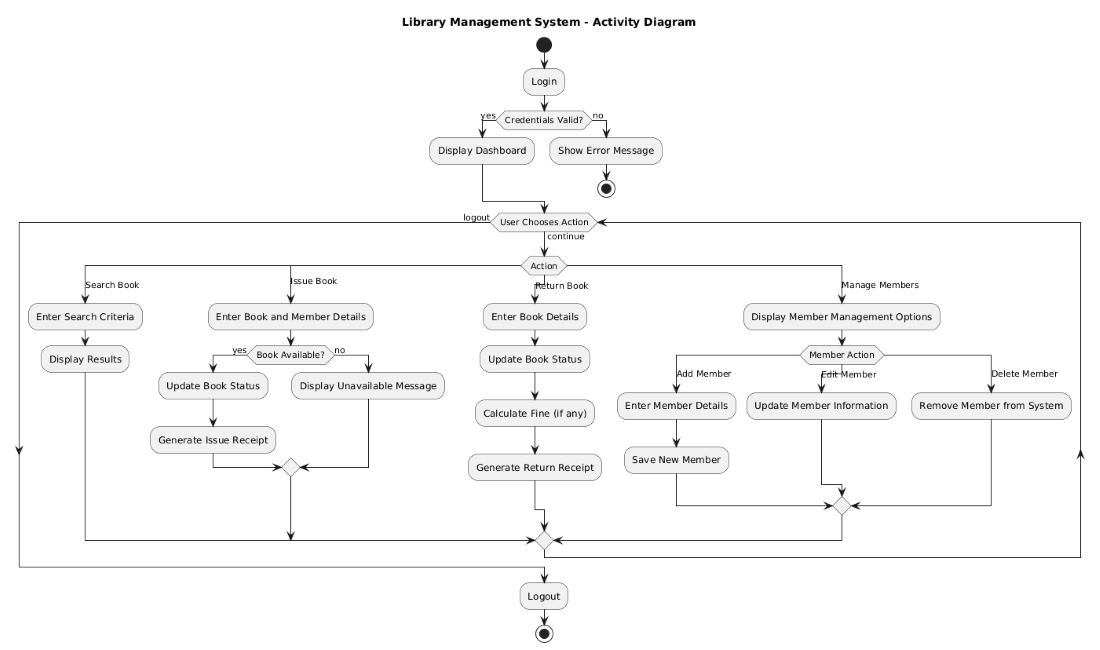 Library Management System - Activity Diagram
Login
yes
Credentials Valid?
no
Display Dashboard
Show Error Message
logout
User Chooses Action
continue
Action
Search Book
Issue Book
Return Book
Manage Members
Enter Search Criteria
Enter Book and Member Details
Enter Book Details
Display Member Management Options
Display Results
yes
Book Available?
no
Update Book Status
Member Action
Update Book Status
Display Unavailable Message
Add Member
Edit Member
Delete Member
Calculate Fine (if any)
Enter Member Details
Update Member Information
Remove Member from System
Generate Issue Receipt
Generate Return Receipt
Save New Member
Logout